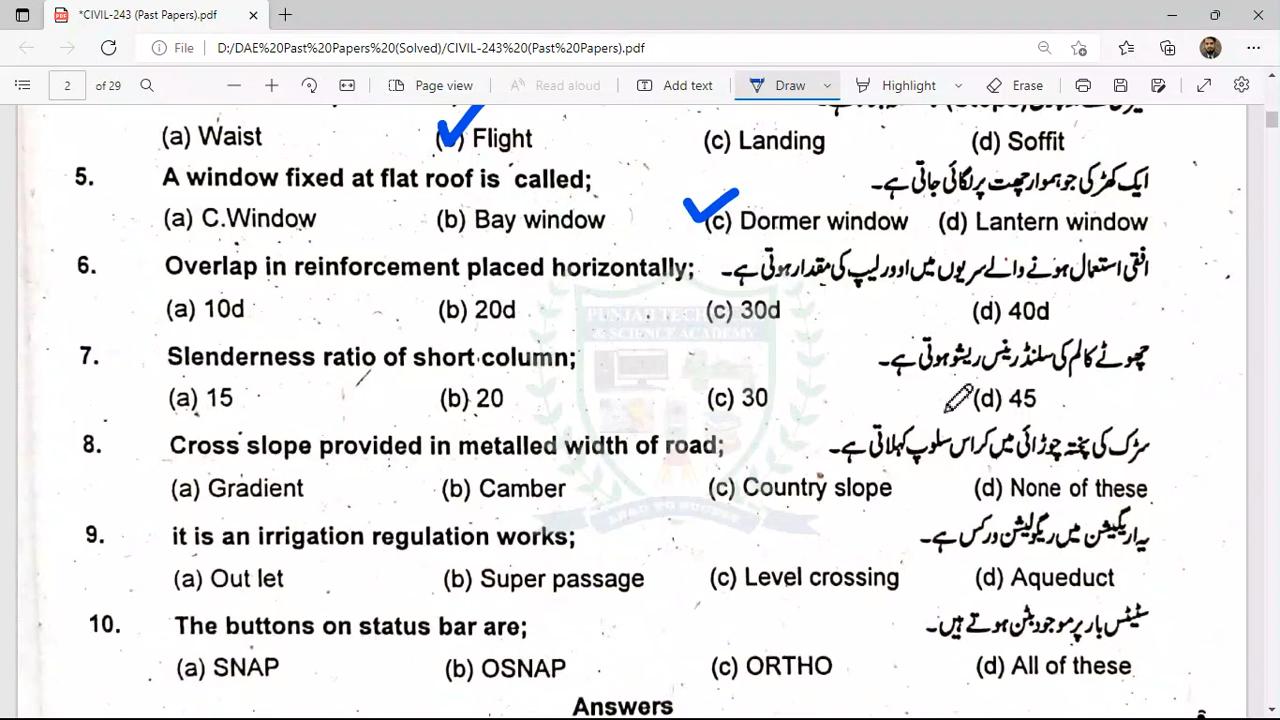 *CIVIL-243 (Past Papers).pdf
File D:/DAE%20Past%20Papers%20(Solved)/CIVIL-243%20(Past%20Papers).pdf
2 of 29 Page view Read aloud Add text Draw Highlight Erase
(a) Waist (b) Flight (c) Landing (d) Soffit
5. A window fixed at flat roof is called; ایک کھڑکی جو ہموار چھت پر لگائی جاتی ہے۔
(a) C.Window (b) Bay window (c) Dormer window (d) Lantern window
6. Overlap in reinforcement placed horizontally; افقی استعمال ہونے والے سریوں میں اوور لیپ کی مقدار ہوتی ہے۔
(a) 10d (b) 20d (c) 30d (d) 40d
7. Slenderness ratio of short column; چھوٹے کالم کی سلنڈرینس ریشو ہوتی ہے۔
(a) 15 (b) 20 (c) 30 (d) 45
8. Cross slope provided in metalled width of road; سڑک کی پختہ چوڑائی میں کراس سلوپ کہلاتی ہے۔
(a) Gradient (b) Camber (c) Country slope (d) None of these
9. it is an irrigation regulation works; یہ اریگیشن میں ریگولیشن ورکس ہے۔
(a) Out let (b) Super passage (c) Level crossing (d) Aqueduct
10. The buttons on status bar are; سٹیٹس بار پر موجود بٹن ہوتے ہیں۔
(a) SNAP (b) OSNAP (c) ORTHO (d) All of these
Answers
PUNJAB TECH
& SCIENCE ACADEMY